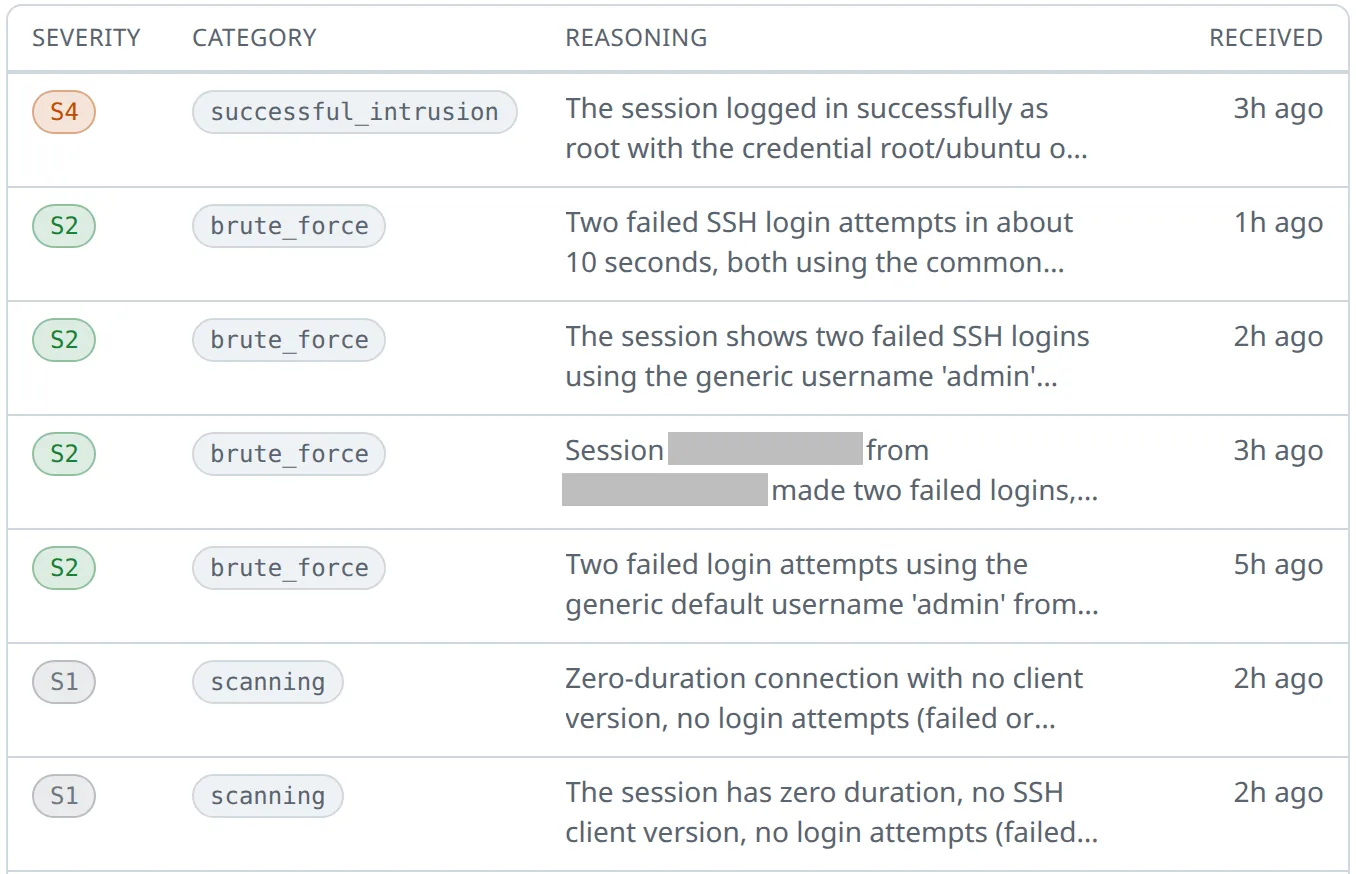 SEVERITY CATEGORY REASONING RECEIVED
S4 successful_intrusion The session logged in successfully as 3h ago
root with the credential root/ubuntu o...
S2 brute_force Two failed SSH login attempts in about 1h ago
10 seconds, both using the common...
S2 brute_force The session shows two failed SSH logins 2h ago
using the generic username 'admin'...
S2 brute_force Session from 3h ago
made two failed logins,...
S2 brute_force Two failed login attempts using the 5h ago
generic default username 'admin' from...
S1 scanning Zero-duration connection with no client 2h ago
version, no login attempts (failed or...
S1 scanning The session has zero duration, no SSH 2h ago
client version, no login attempts (failed...